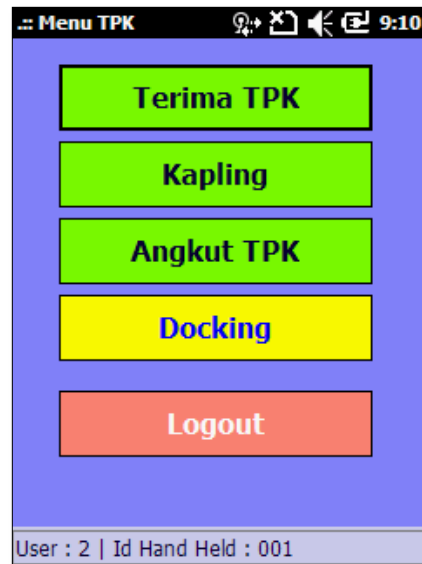 .:: Menu TPK 9:10
Terima TPK
Kapling
Angkut TPK
Docking
Logout
User : 2 | Id Hand Held : 001